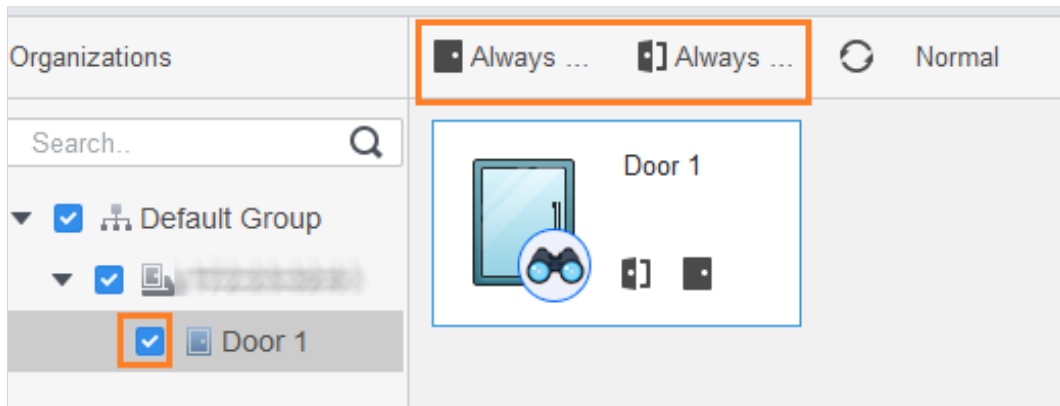 Organizations
Always ...
Always ...
Normal
Search..
Default Group
Door 1
Door 1